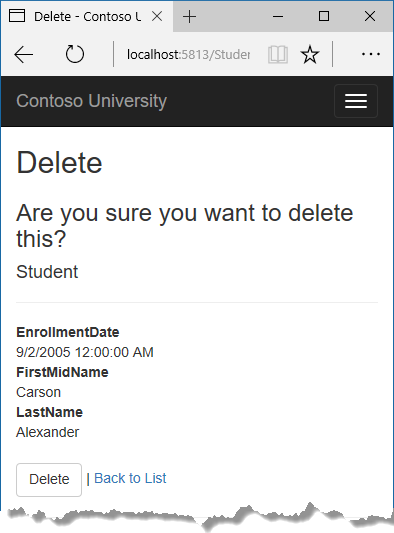 Delete - Contoso U
localhost:5813/Studer
Contoso University
Delete
Are you sure you want to delete
this?
Student
EnrollmentDate
9/2/2005 12:00:00 AM
FirstMidName
Carson
LastName
Alexander
Delete | Back to List